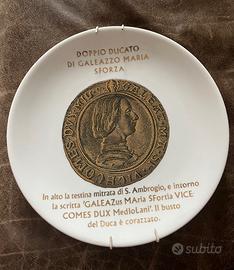 DOPPIO DUCATO
DI GALEAZZO MARIA
SFORZA
In alto la testina mitrata di S. Ambrogio, e intorno
la scritta 'GALEAZus MAria SFortia VICE
COMES DUX MedioLani'. Il busto
del Duca è corazzato.
subito